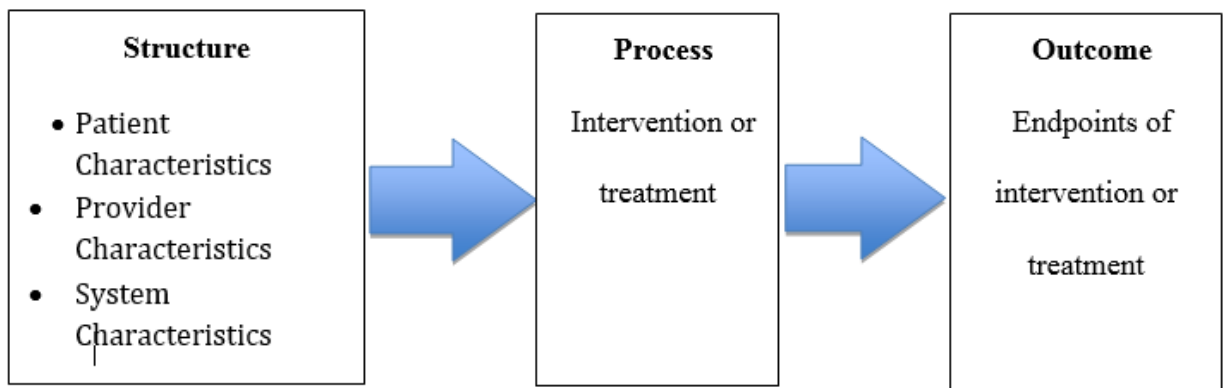 Structure
• Patient
Characteristics
• Provider
Characteristics
• System
Characteristics
Process
Intervention or
treatment
Outcome
Endpoints of
intervention or
treatment